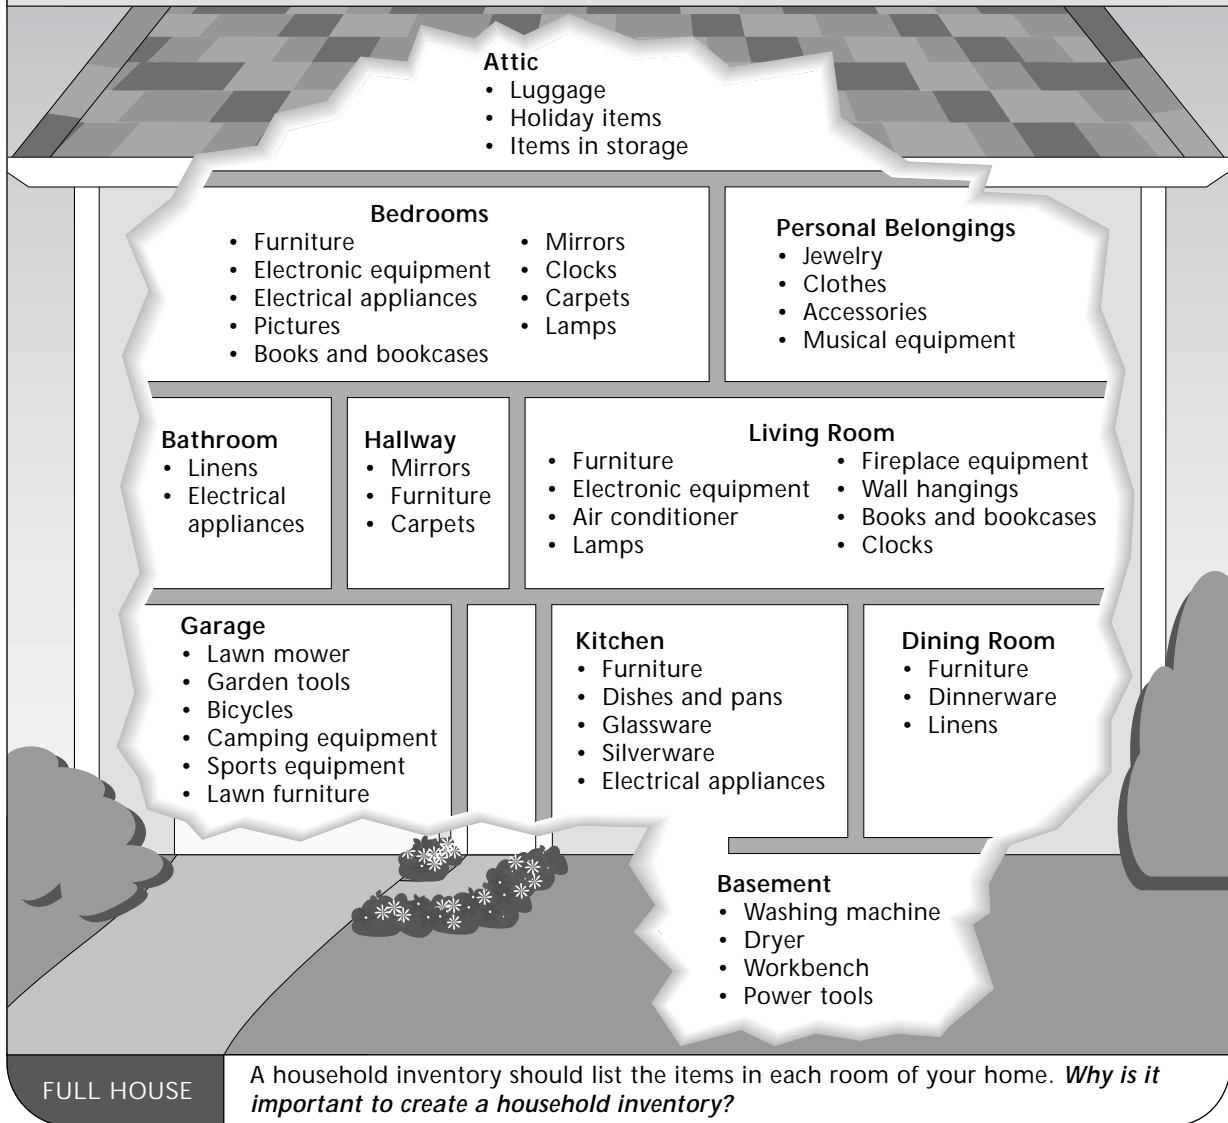 Attic
• Luggage
• Holiday items
• Items in storage
Bedrooms
• Furniture
• Electronic equipment
• Electrical appliances
• Pictures
• Books and bookcases
• Mirrors
• Clocks
• Carpets
• Lamps
Personal Belongings
• Jewelry
• Clothes
• Accessories
• Musical equipment
Bathroom
• Linens
• Electrical
appliances
Hallway
• Mirrors
• Furniture
• Carpets
Living Room
• Furniture
• Electronic equipment
• Air conditioner
• Lamps
• Fireplace equipment
• Wall hangings
• Books and bookcases
• Clocks
Garage
• Lawn mower
• Garden tools
• Bicycles
• Camping equipment
• Sports equipment
• Lawn furniture
Kitchen
• Furniture
• Dishes and pans
• Glassware
• Silverware
• Electrical appliances
Dining Room
• Furniture
• Dinnerware
• Linens
Basement
• Washing machine
• Dryer
• Workbench
• Power tools
FULL HOUSE
A household inventory should list the items in each room of your home. Why is it
important to create a household inventory?